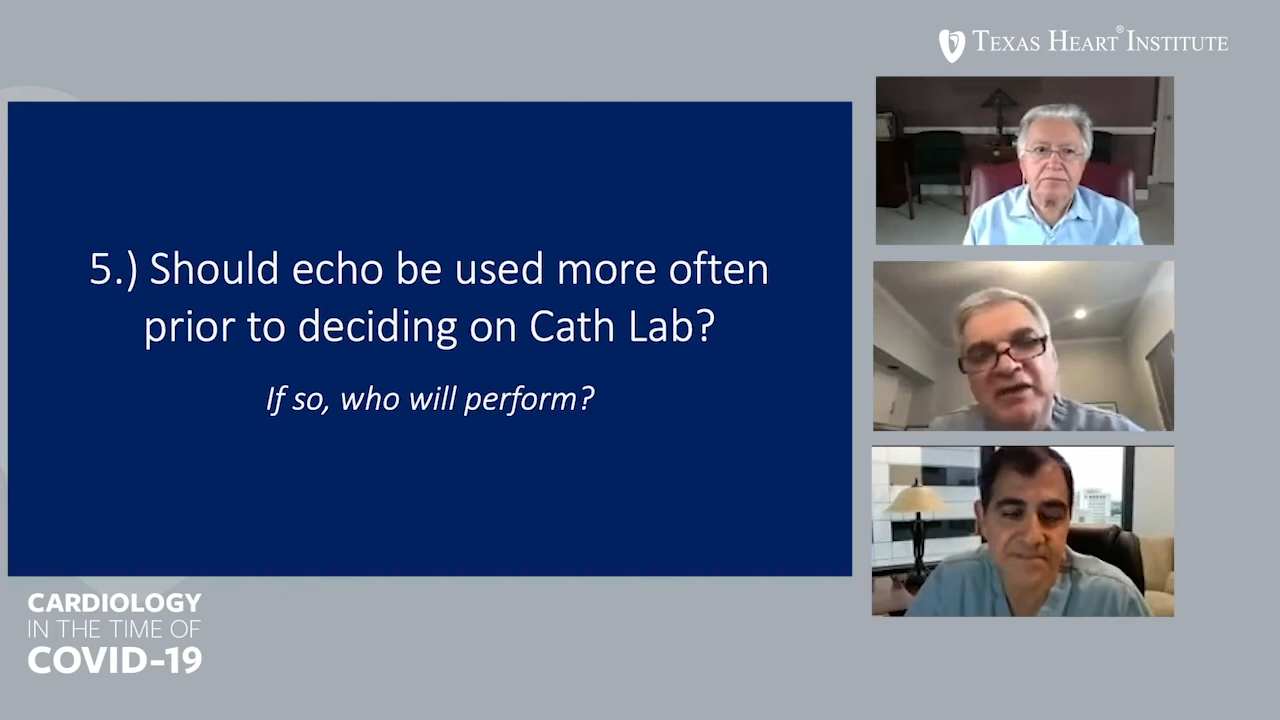 TEXAS HEART® INSTITUTE
5.) Should echo be used more often
prior to deciding on Cath Lab?
If so, who will perform?
CARDIOLOGY
IN THE TIME OF
COVID-19